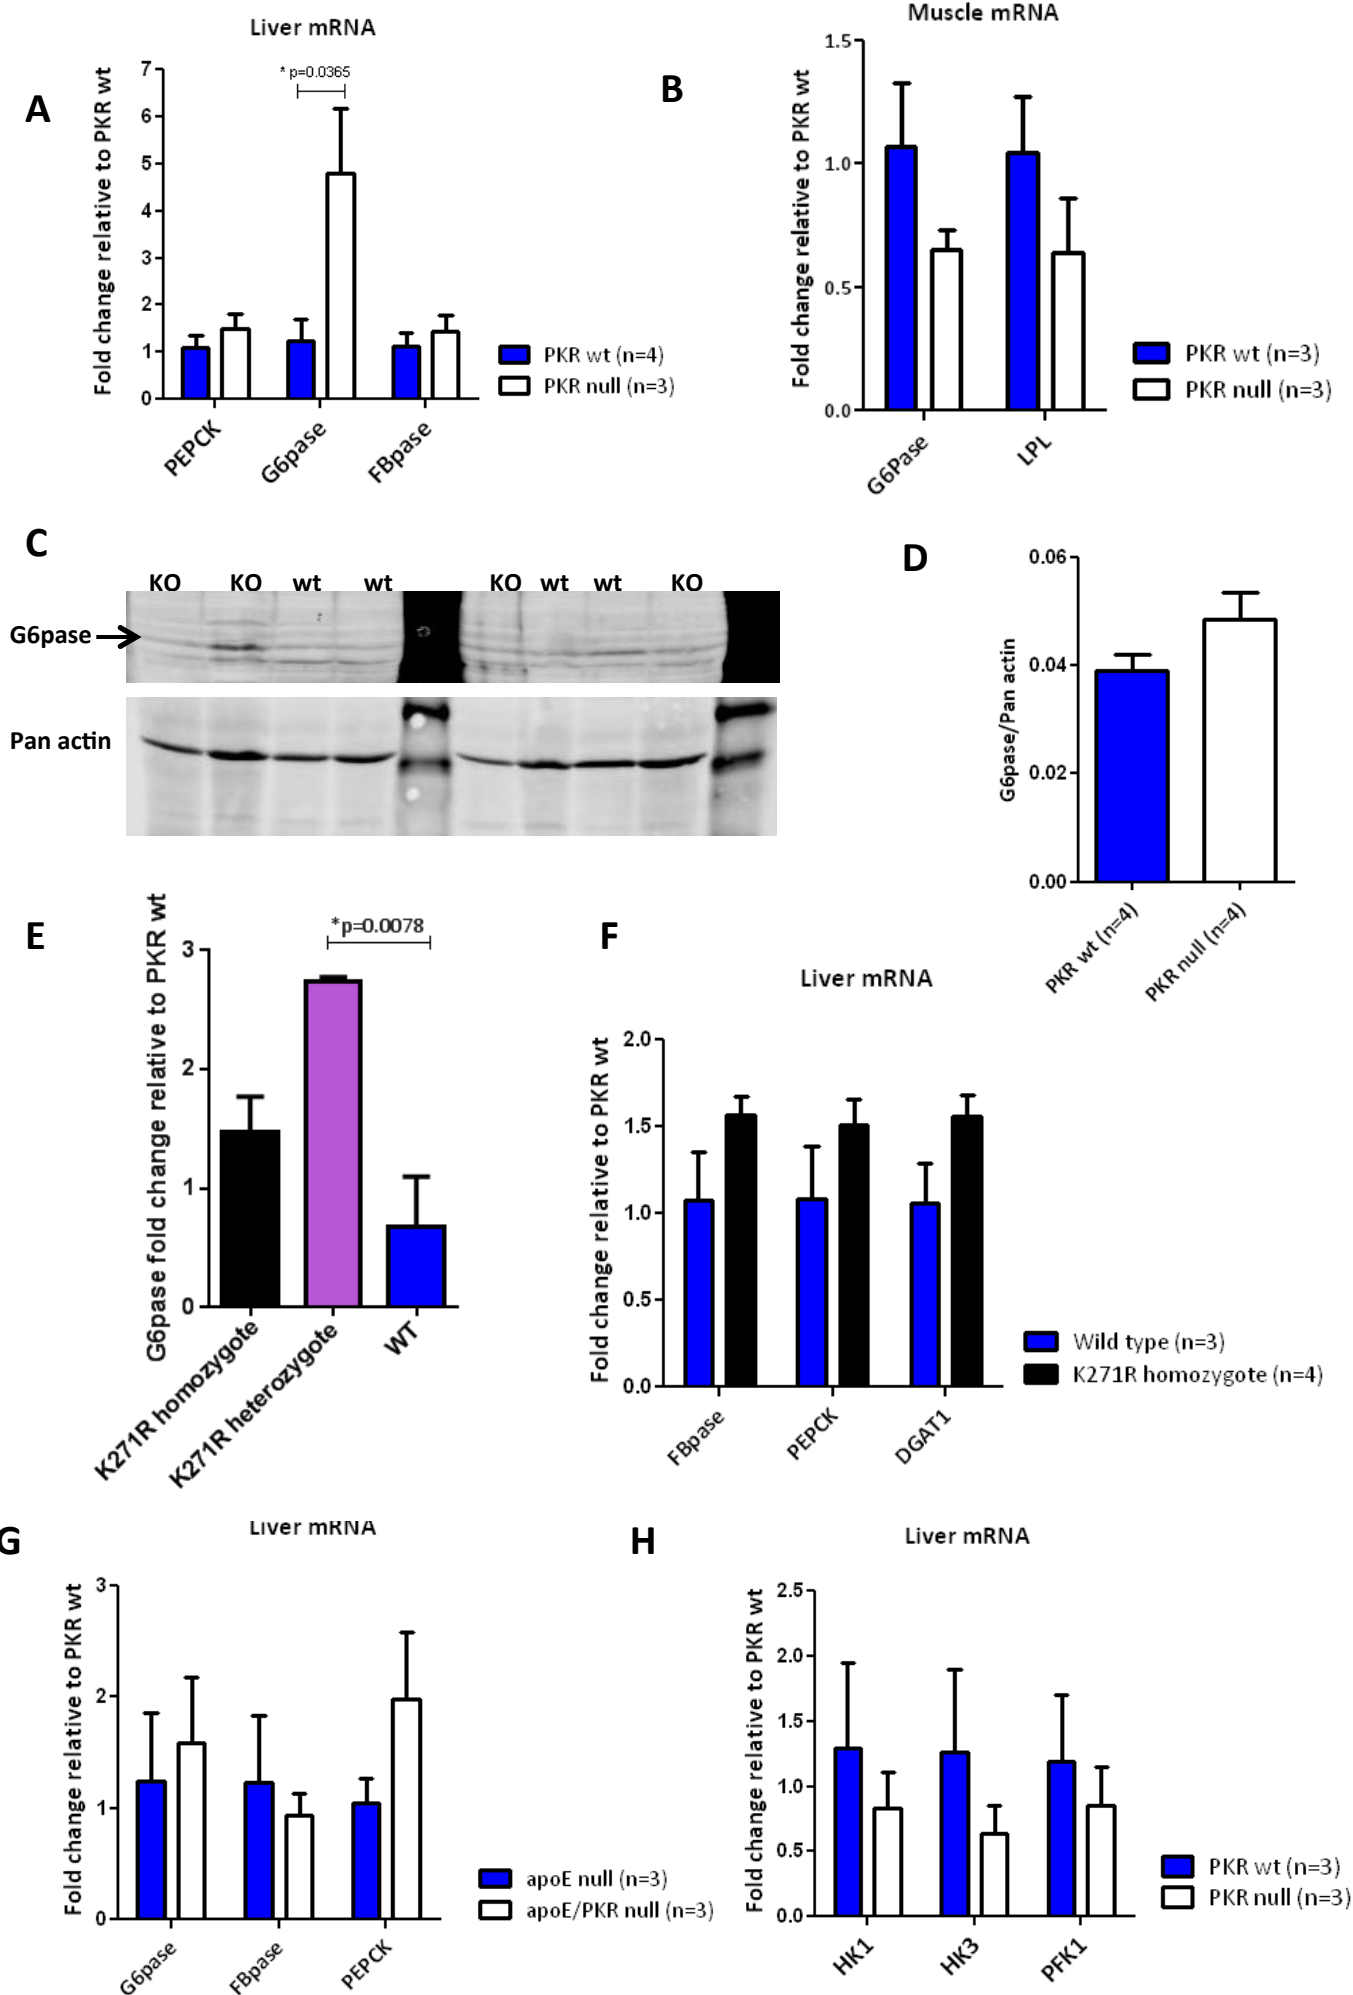 Liver mRNA
A
Fold change relative to PKR wt
7
6
5
4
3
2
1
0
* p=0.0365
PEPCK
G6pase
FBpase
PKR wt (n=4)
PKR null (n=3)
Muscle mRNA
B
Fold change relative to PKR wt
1.5
1.0
0.5
0.0
G6Pase
LPL
PKR wt (n=3)
PKR null (n=3)
C
KO KO wt wt KO wt wt KO
G6pase
Pan actin
D
G6pase/Pan actin
0.06
0.04
0.02
0.00
PKR wt (n=4)
PKR null (n=4)
E
G6pase fold change relative to PKR wt
3
2
1
0
*p=0.0078
K271R homozygote
K271R heterozygote
WT
F
Liver mRNA
Fold change relative to PKR wt
2.0
1.5
1.0
0.5
0.0
FBpase
PEPCK
DGAT1
Wild type (n=3)
K271R homozygote (n=4)
G
Liver mRNA
Fold change relative to PKR wt
3
2
1
0
G6pase
FBpase
PEPCK
apoE null (n=3)
apoE/PKR null (n=3)
H
Liver mRNA
Fold change relative to PKR wt
2.5
2.0
1.5
1.0
0.5
0.0
HK1
HK3
PFK1
PKR wt (n=3)
PKR null (n=3)